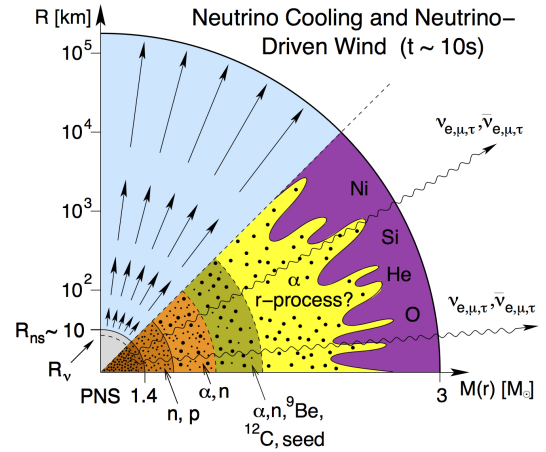 R [km]
Neutrino Cooling and Neutrino–
Driven Wind (t ~ 10s)
10⁵
10⁴
10³
10²
R_ns ~ 10
R_ν
ν_e,μ,τ, ν̄_e,μ,τ
Ni
Si
He
O
α
r–process?
ν_e,μ,τ, ν̄_e,μ,τ
PNS 1.4
3 M(r) [M☉]
n, p
α,n
α,n,⁹Be,
¹²C, seed